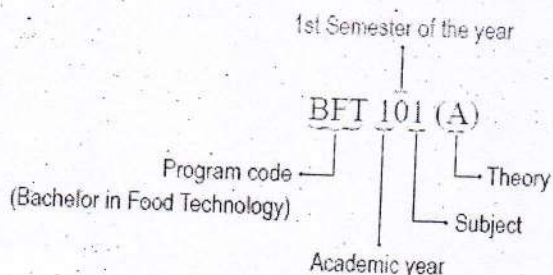 1st Semester of the year
BFT 101 (A)
Program code
(Bachelor in Food Technology)
Theory
Subject
Academic year